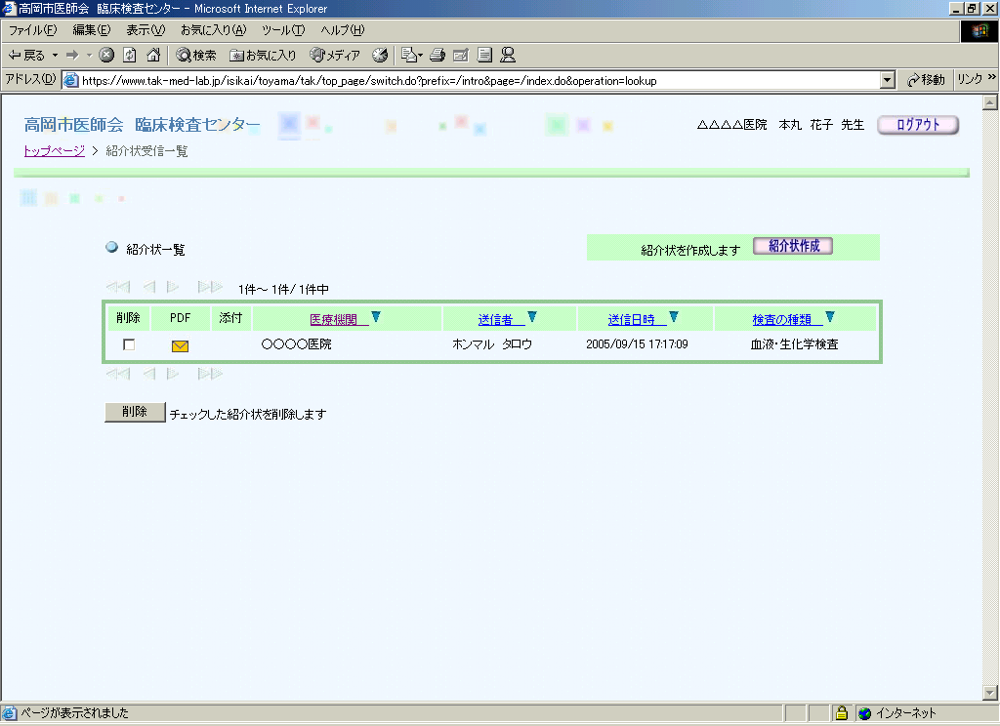 高岡市医師会 臨床検査センター - Microsoft Internet Explorer
ファイル(F) 編集(E) 表示(V) お気に入り(A) ツール(T) ヘルプ(H)
戻る 検索 お気に入り メディア
アドレス(D) https://www.tak-med-lab.jp/isikai/toyama/tak/top_page/switch.do?prefix=/intro&page=/index.do&operation=lookup 移動 リンク »
高岡市医師会 臨床検査センター △△△△医院 本丸 花子 先生 ログアウト
トップページ > 紹介状受信一覧
紹介状一覧 紹介状を作成します 紹介状作成
1件～ 1件/ 1件中
削除 PDF 添付 医療機関 送信者 送信日時 検査の種類
〇〇〇〇医院 ホンマル タロウ 2005/09/15 17:17:09 血液・生化学検査
削除 チェックした紹介状を削除します
ページが表示されました インターネット